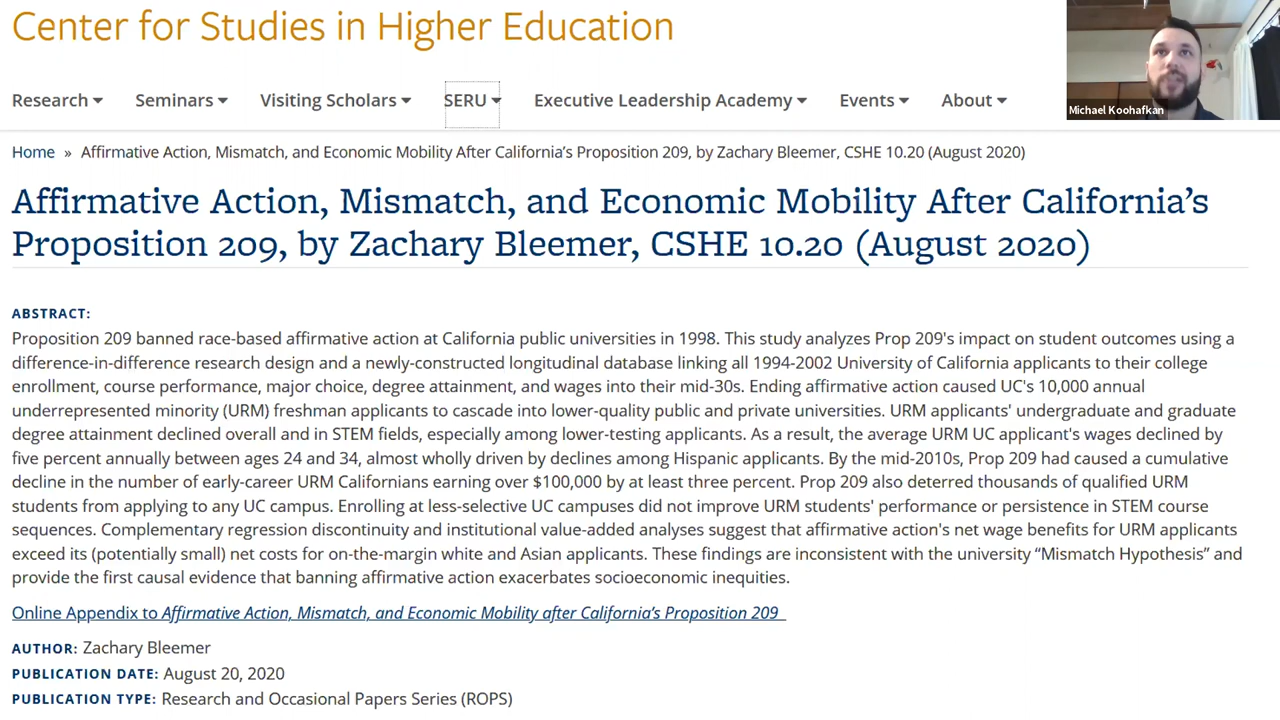 Center for Studies in Higher Education
Research Seminars Visiting Scholars SERU Executive Leadership Academy Events About
Michael Koohafkan
Home » Affirmative Action, Mismatch, and Economic Mobility After California's Proposition 209, by Zachary Bleemer, CSHE 10.20 (August 2020)
Affirmative Action, Mismatch, and Economic Mobility After California's
Proposition 209, by Zachary Bleemer, CSHE 10.20 (August 2020)
ABSTRACT:
Proposition 209 banned race-based affirmative action at California public universities in 1998. This study analyzes Prop 209's impact on student outcomes using a
difference-in-difference research design and a newly-constructed longitudinal database linking all 1994-2002 University of California applicants to their college
enrollment, course performance, major choice, degree attainment, and wages into their mid-30s. Ending affirmative action caused UC's 10,000 annual
underrepresented minority (URM) freshman applicants to cascade into lower-quality public and private universities. URM applicants' undergraduate and graduate
degree attainment declined overall and in STEM fields, especially among lower-testing applicants. As a result, the average URM UC applicant's wages declined by
five percent annually between ages 24 and 34, almost wholly driven by declines among Hispanic applicants. By the mid-2010s, Prop 209 had caused a cumulative
decline in the number of early-career URM Californians earning over $100,000 by at least three percent. Prop 209 also deterred thousands of qualified URM
students from applying to any UC campus. Enrolling at less-selective UC campuses did not improve URM students' performance or persistence in STEM course
sequences. Complementary regression discontinuity and institutional value-added analyses suggest that affirmative action's net wage benefits for URM applicants
exceed its (potentially small) net costs for on-the-margin white and Asian applicants. These findings are inconsistent with the university “Mismatch Hypothesis” and
provide the first causal evidence that banning affirmative action exacerbates socioeconomic inequities.
Online Appendix to Affirmative Action, Mismatch, and Economic Mobility after California's Proposition 209
AUTHOR: Zachary Bleemer
PUBLICATION DATE: August 20, 2020
PUBLICATION TYPE: Research and Occasional Papers Series (ROPS)